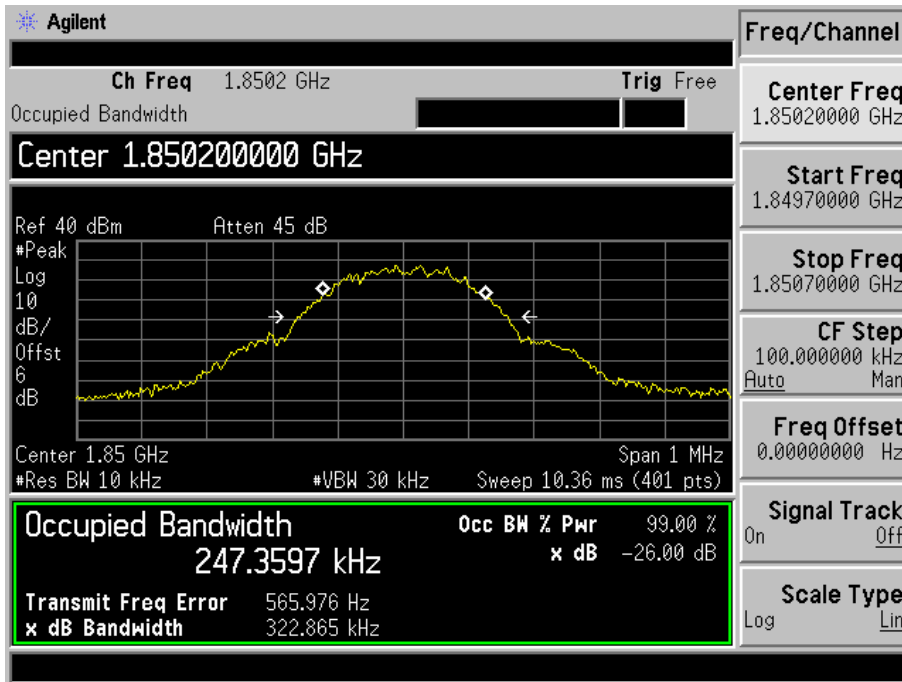 Agilent
Ch Freq 1.8502 GHz Trig Free
Occupied Bandwidth
Center 1.850200000 GHz
Ref 40 dBm Atten 45 dB
#Peak
Log
10
dB/
Offst
6
dB
Center 1.85 GHz Span 1 MHz
#Res BW 10 kHz #VBW 30 kHz Sweep 10.36 ms (401 pts)
Occupied Bandwidth
247.3597 kHz
Occ BW % Pwr 99.00 %
x dB -26.00 dB
Transmit Freq Error 565.976 Hz
x dB Bandwidth 322.865 kHz
Freq/Channel
Center Freq
1.85020000 GHz
Start Freq
1.84970000 GHz
Stop Freq
1.85070000 GHz
CF Step
100.000000 kHz
Auto Man
Freq Offset
0.00000000 Hz
Signal Track
On Off
Scale Type
Log Lin